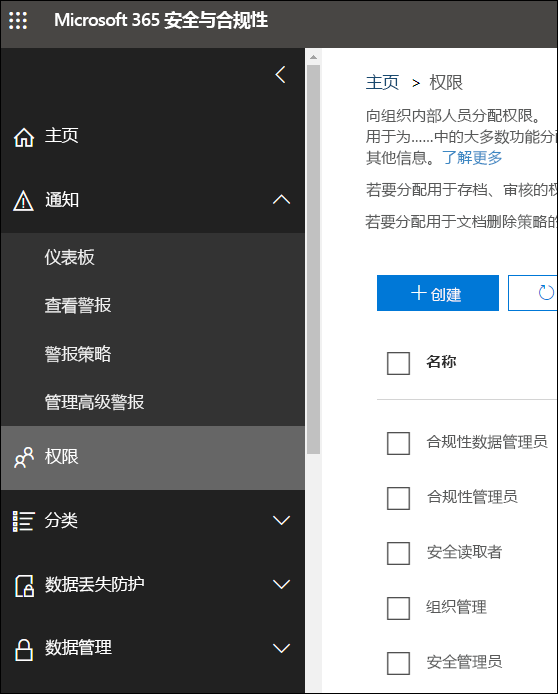 Microsoft 365 安全与合规性
主页
通知
仪表板
查看警报
警报策略
管理高级警报
权限
分类
数据丢失防护
数据管理
主页 > 权限
向组织内部人员分配权限。
用于为......中的大多数功能分配
其他信息。了解更多
若要分配用于存档、审核的权
若要分配用于文档删除策略的
创建
名称
合规性数据管理员
合规性管理员
安全读取者
组织管理
安全管理员